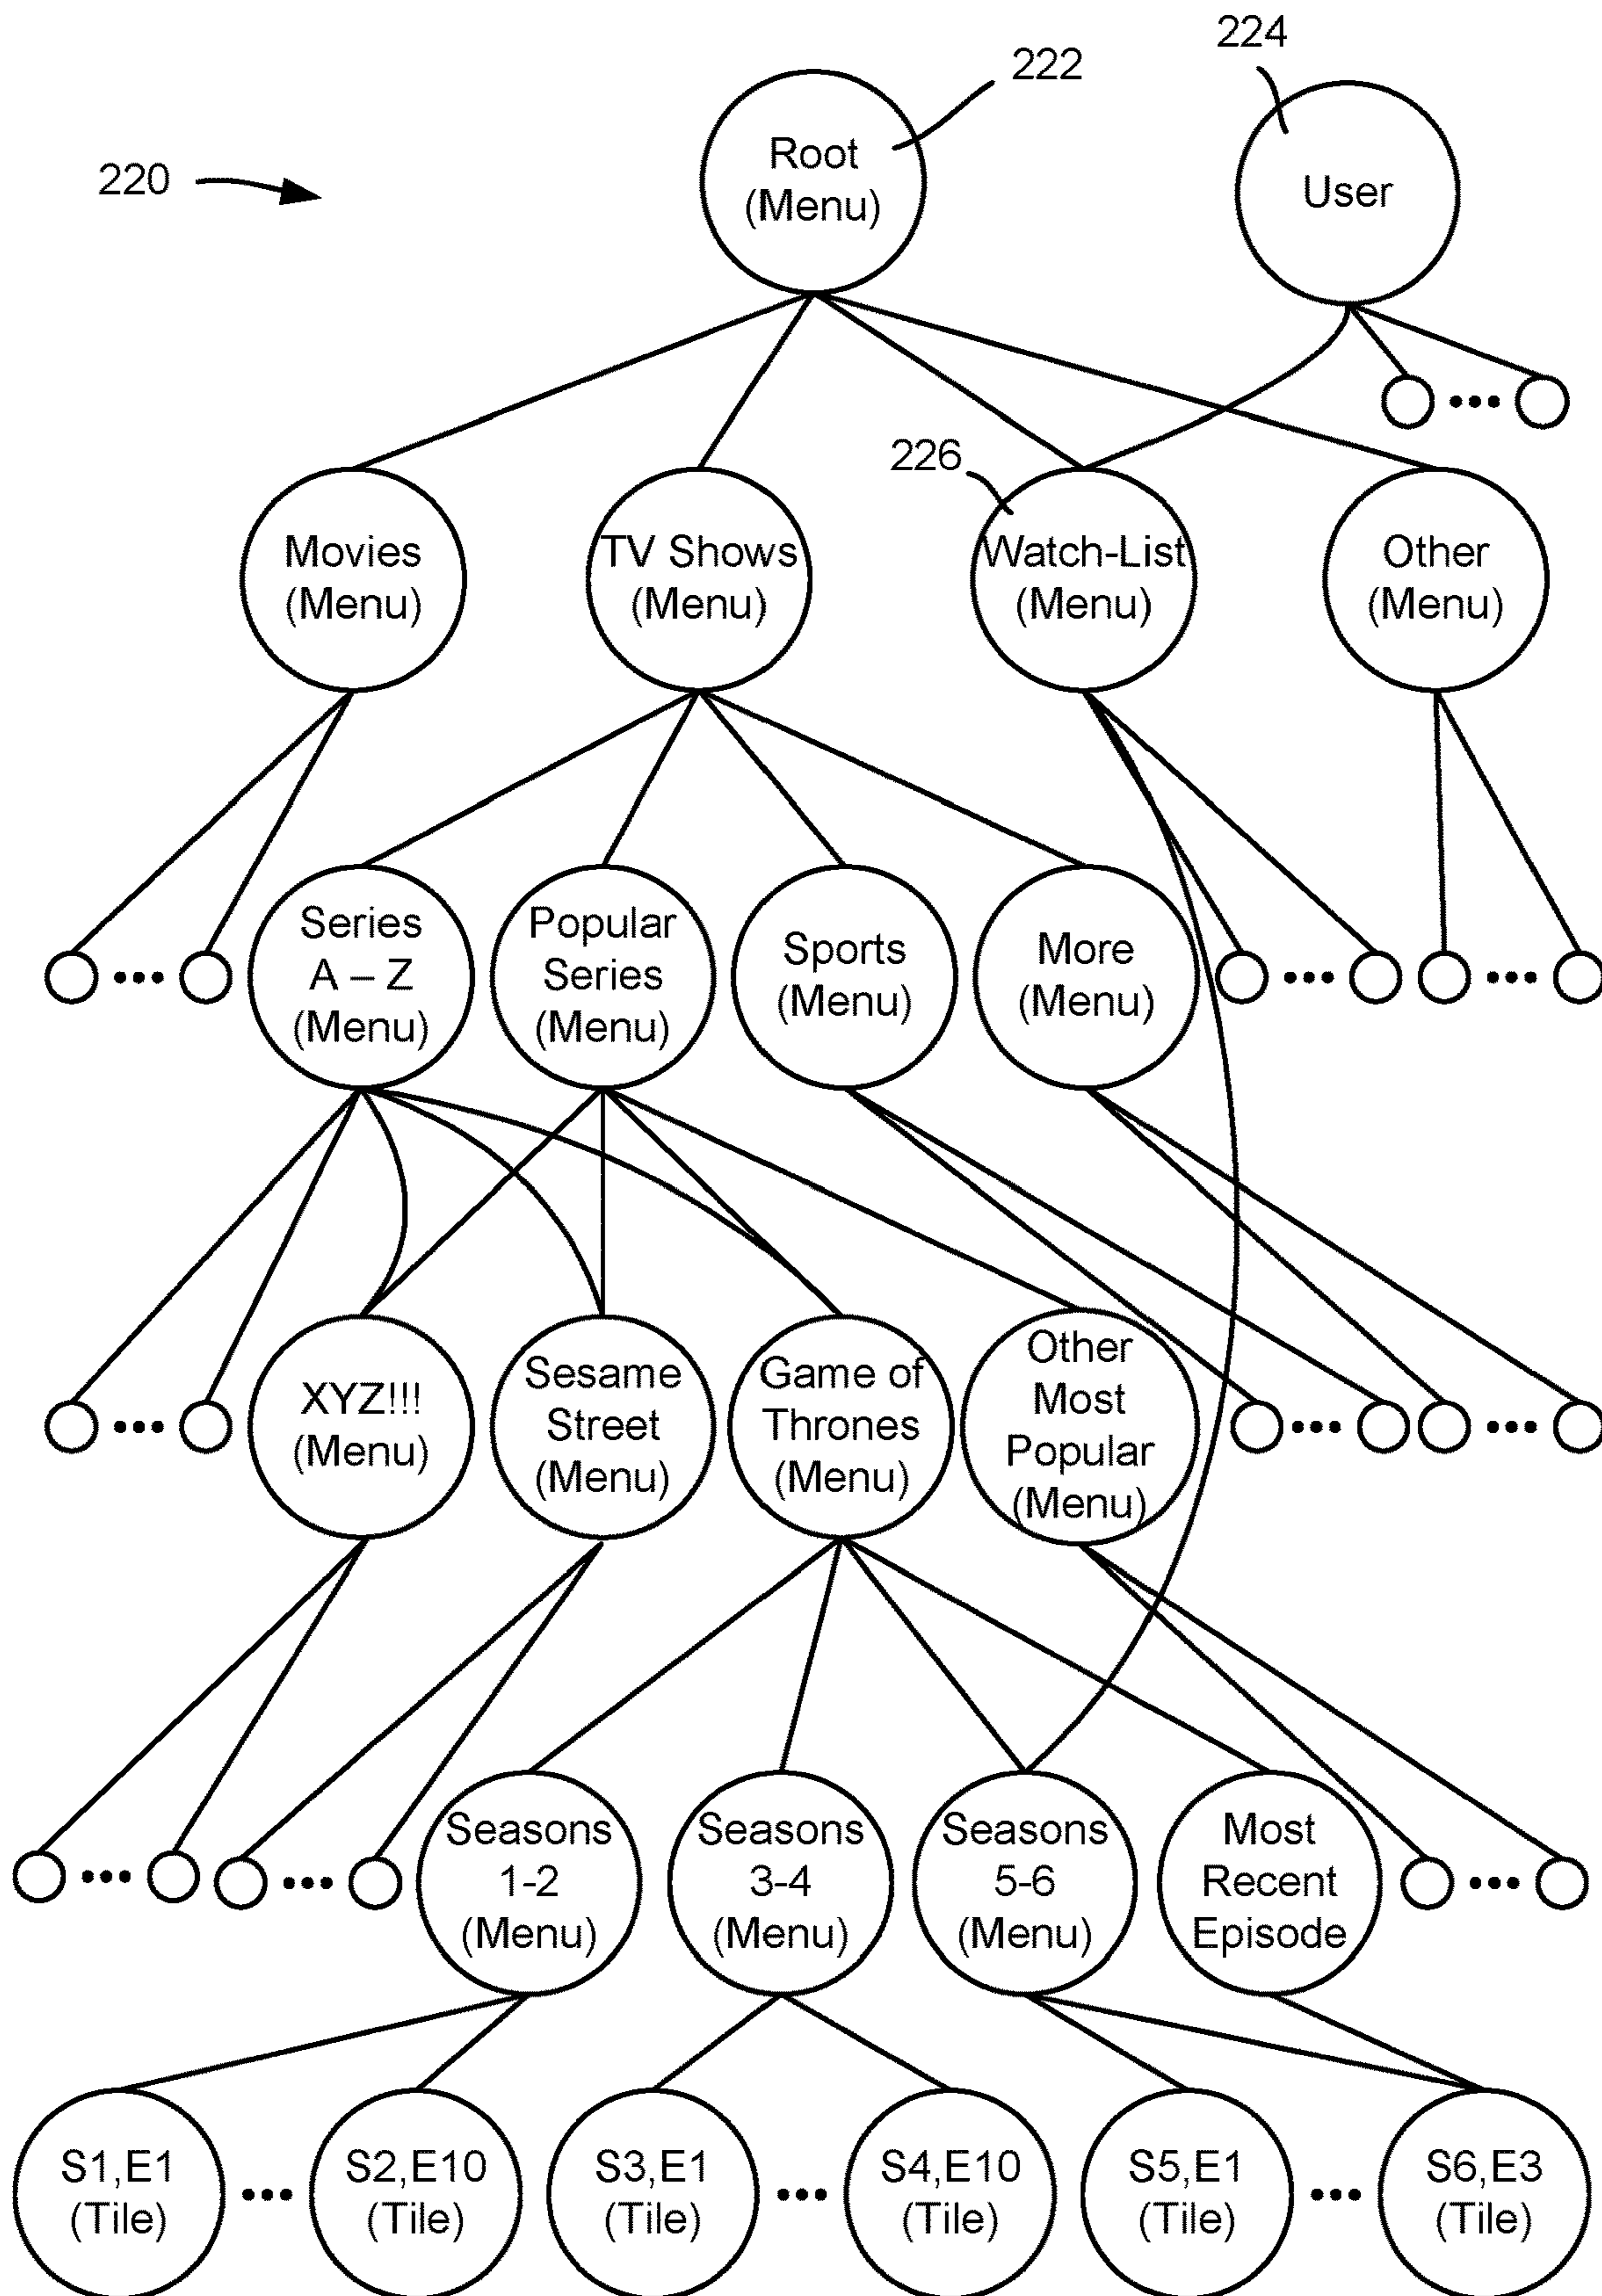 224
222
Root
(Menu)
220
User
226
Movies
(Menu)
TV Shows
(Menu)
Watch-List
(Menu)
Other
(Menu)
Series
A – Z
(Menu)
Popular
Series
(Menu)
Sports
(Menu)
More
(Menu)
XYZ!!!
(Menu)
Sesame
Street
(Menu)
Game of
Thrones
(Menu)
Other
Most
Popular
(Menu)
Seasons
1-2
(Menu)
Seasons
3-4
(Menu)
Seasons
5-6
(Menu)
Most
Recent
Episode
S1,E1
(Tile)
S2,E10
(Tile)
S3,E1
(Tile)
S4,E10
(Tile)
S5,E1
(Tile)
S6,E3
(Tile)